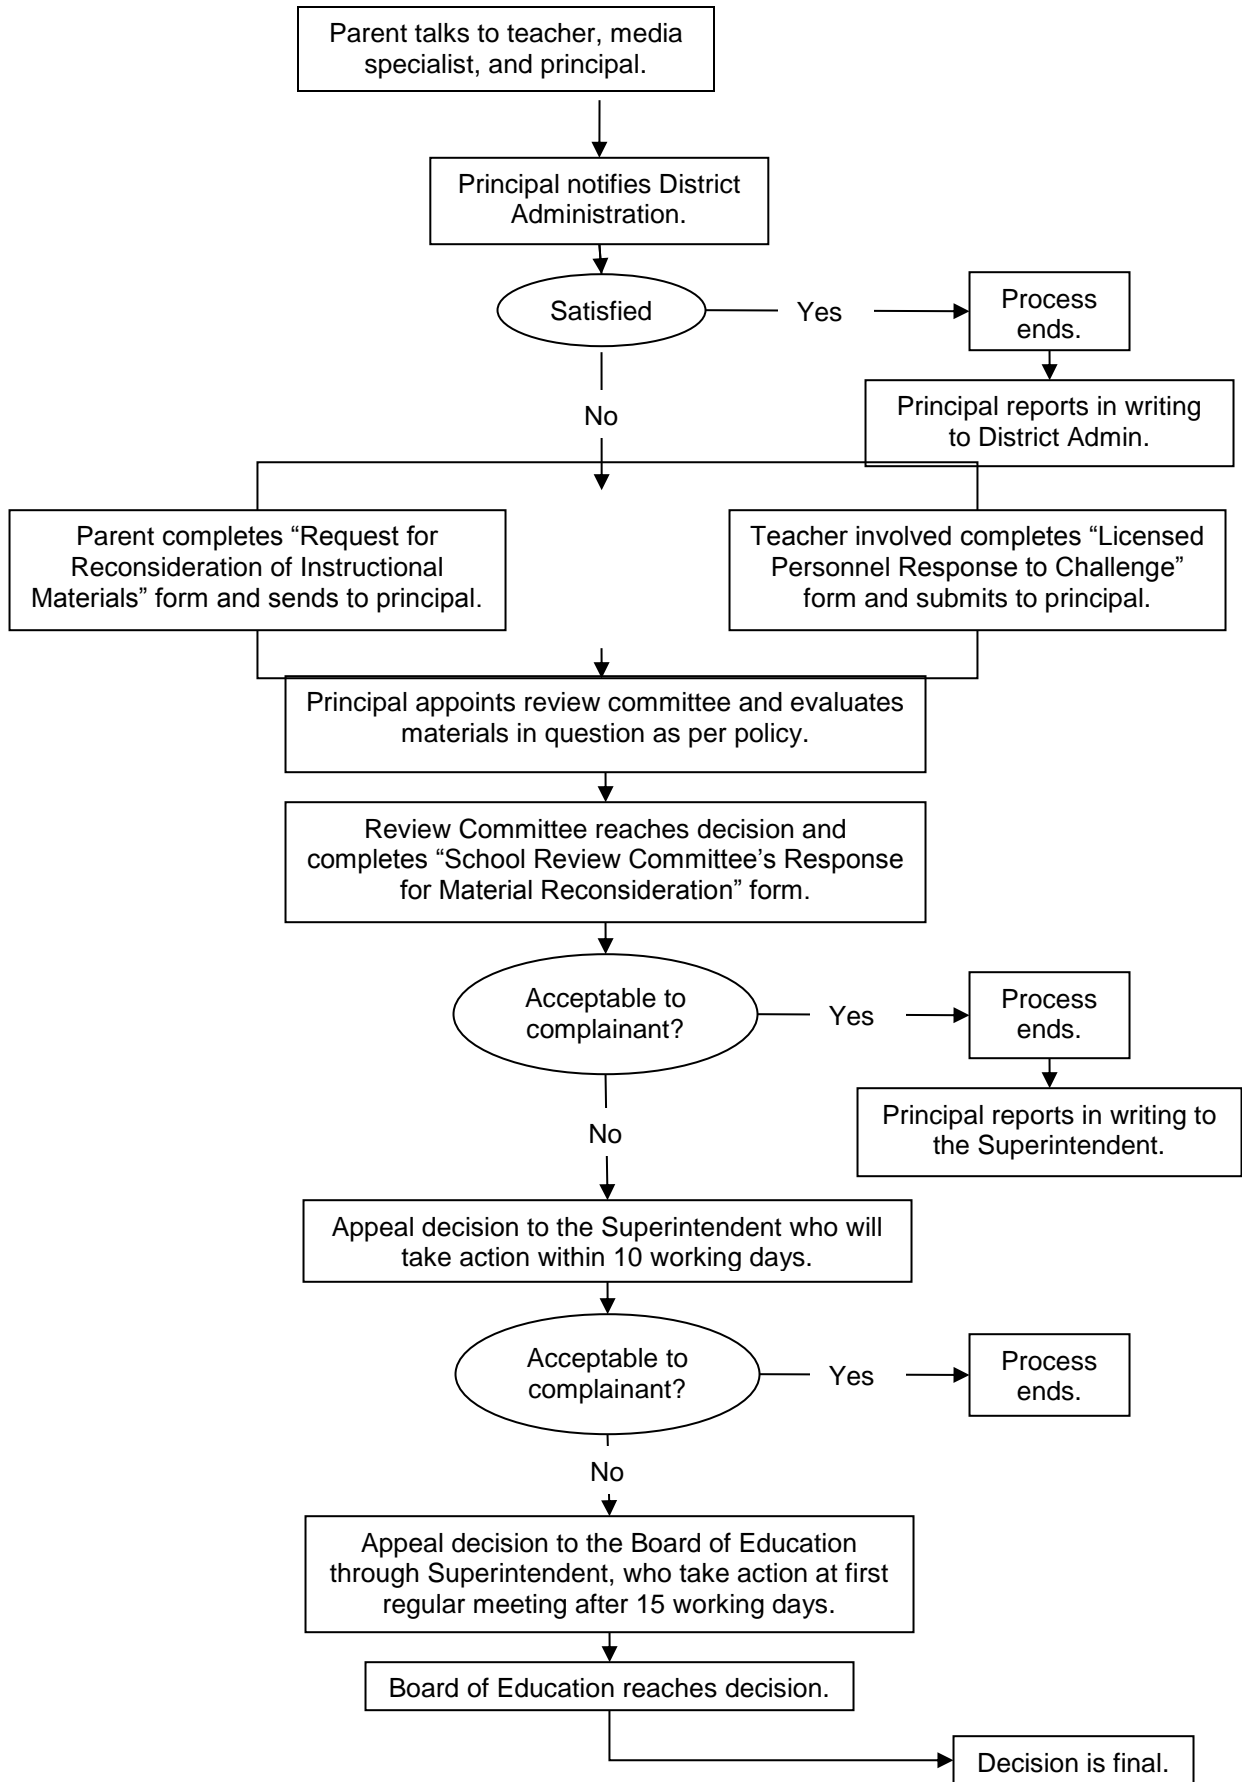 Parent talks to teacher, media
specialist, and principal.
Principal notifies District
Administration.
Satisfied
Yes
Process
ends.
Principal reports in writing
to District Admin.
No
Parent completes “Request for
Reconsideration of Instructional
Materials” form and sends to principal.
Teacher involved completes “Licensed
Personnel Response to Challenge”
form and submits to principal.
Principal appoints review committee and evaluates
materials in question as per policy.
Review Committee reaches decision and
completes “School Review Committee’s Response
for Material Reconsideration” form.
Acceptable to
complainant?
Yes
Process
ends.
Principal reports in writing to
the Superintendent.
No
Appeal decision to the Superintendent who will
take action within 10 working days.
Acceptable to
complainant?
Yes
Process
ends.
No
Appeal decision to the Board of Education
through Superintendent, who take action at first
regular meeting after 15 working days.
Board of Education reaches decision.
Decision is final.